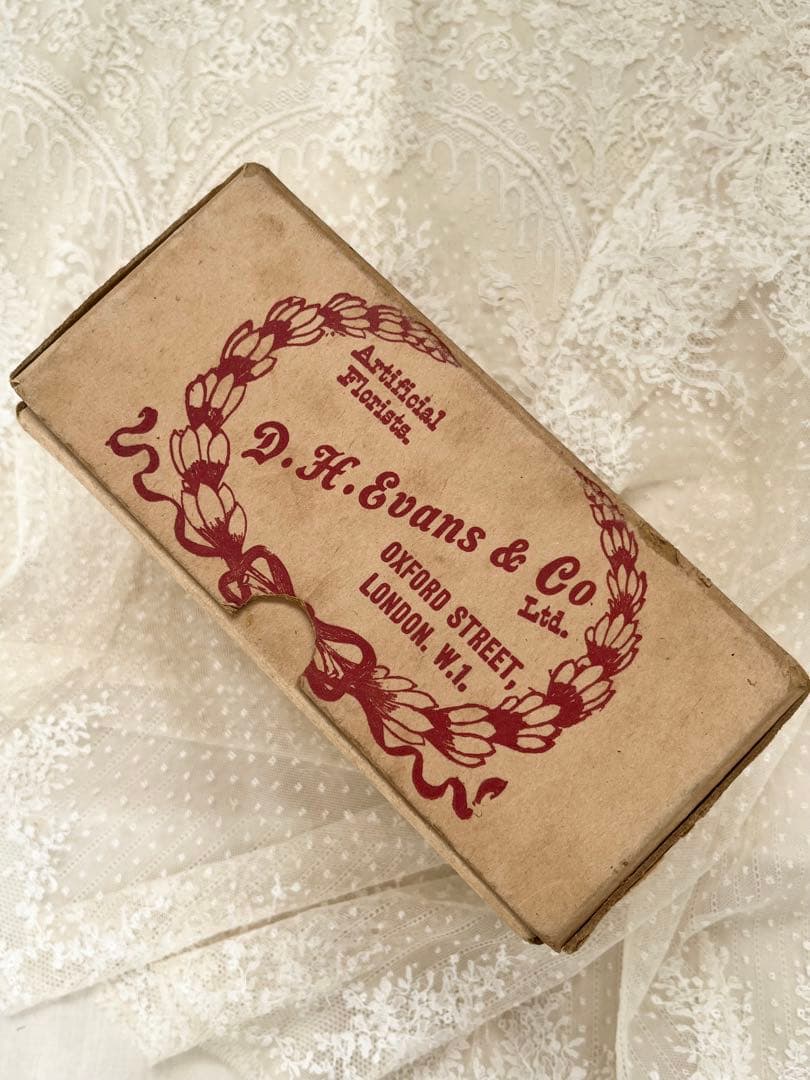 Artificial
Florists.
D. H. Evans & Co
Ltd.
OXFORD STREET,
LONDON. W.1.